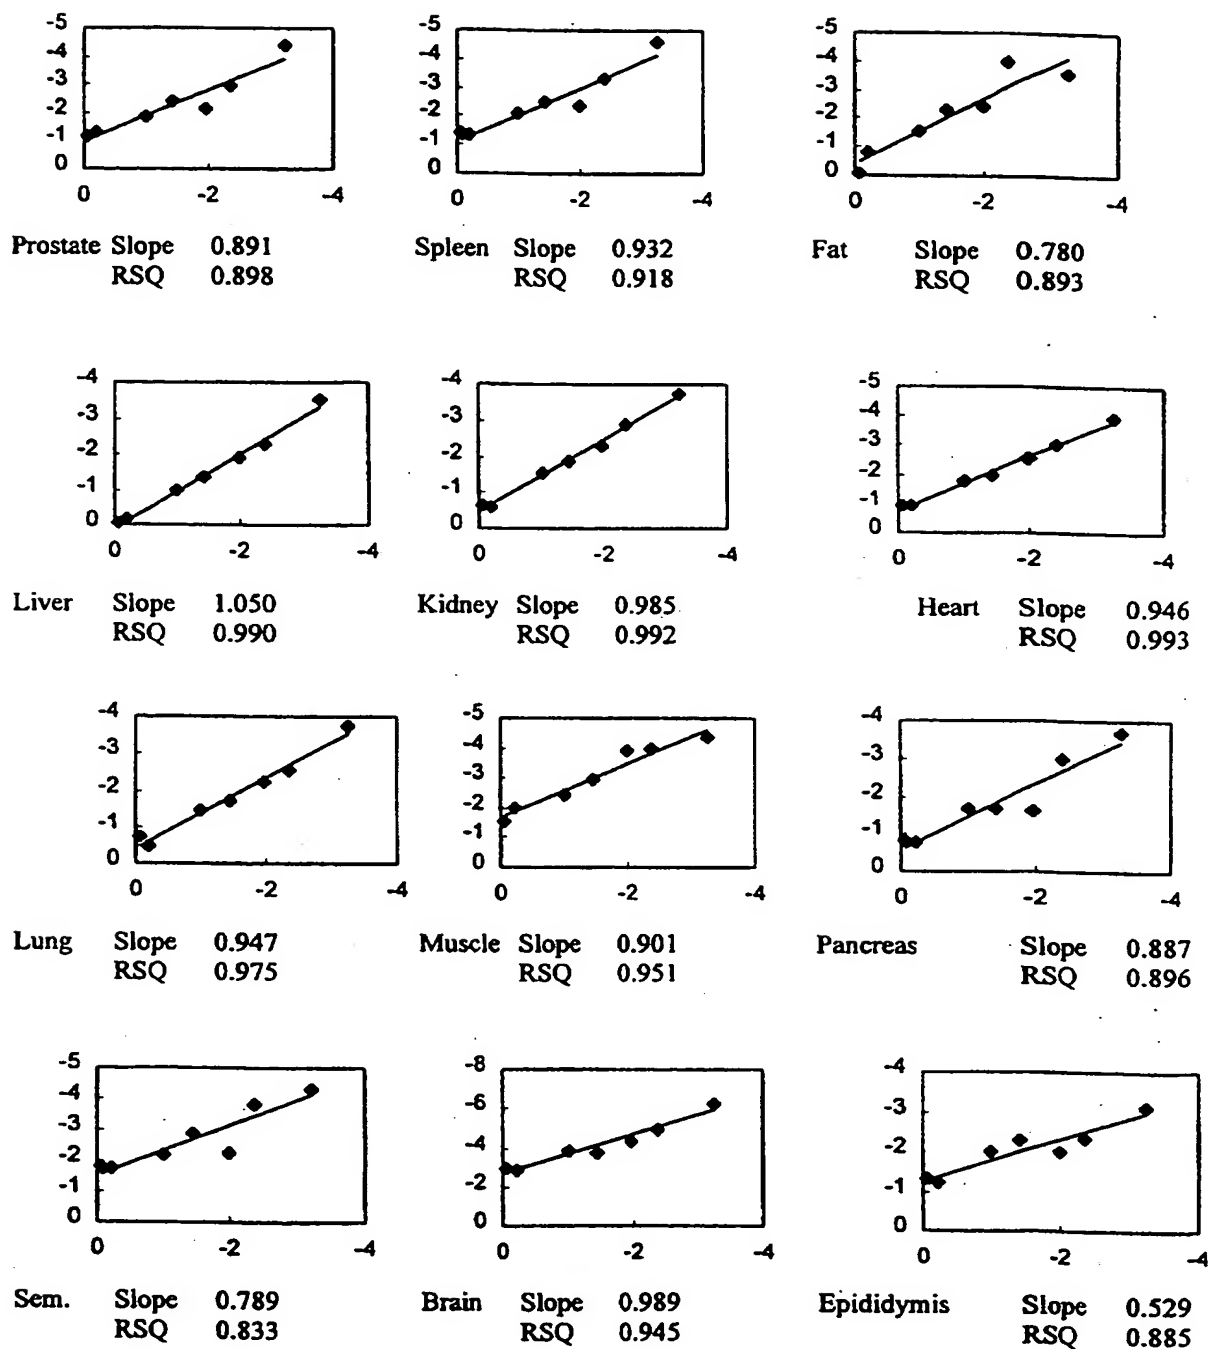 -5
-4
-3
-2
-1
0
0 -2 -4
Prostate Slope 0.891
RSQ 0.898
-5
-4
-3
-2
-1
0
0 -2 -4
Spleen Slope 0.932
RSQ 0.918
-5
-4
-3
-2
-1
0
0 -2 -4
Fat Slope 0.780
RSQ 0.893
-4
-3
-2
-1
0
0 -2 -4
Liver Slope 1.050
RSQ 0.990
-4
-3
-2
-1
0
0 -2 -4
Kidney Slope 0.985
RSQ 0.992
-5
-4
-3
-2
-1
0
0 -2 -4
Heart Slope 0.946
RSQ 0.993
-4
-3
-2
-1
0
0 -2 -4
Lung Slope 0.947
RSQ 0.975
-5
-4
-3
-2
-1
0
0 -2 -4
Muscle Slope 0.901
RSQ 0.951
-4
-3
-2
-1
0
0 -2 -4
Pancreas Slope 0.887
RSQ 0.896
-5
-4
-3
-2
-1
0
0 -2 -4
Sem. Slope 0.789
RSQ 0.833
-8
-6
-4
-2
0
0 -2 -4
Brain Slope 0.989
RSQ 0.945
-4
-3
-2
-1
0
0 -2 -4
Epididymis Slope 0.529
RSQ 0.885